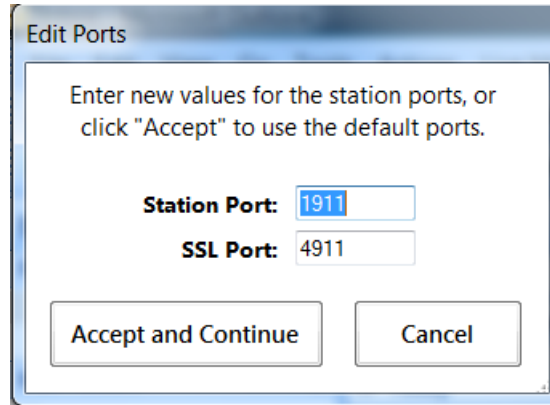 Edit Ports
Enter new values for the station ports, or
click "Accept" to use the default ports.
Station Port: 1911
SSL Port: 4911
Accept and Continue Cancel